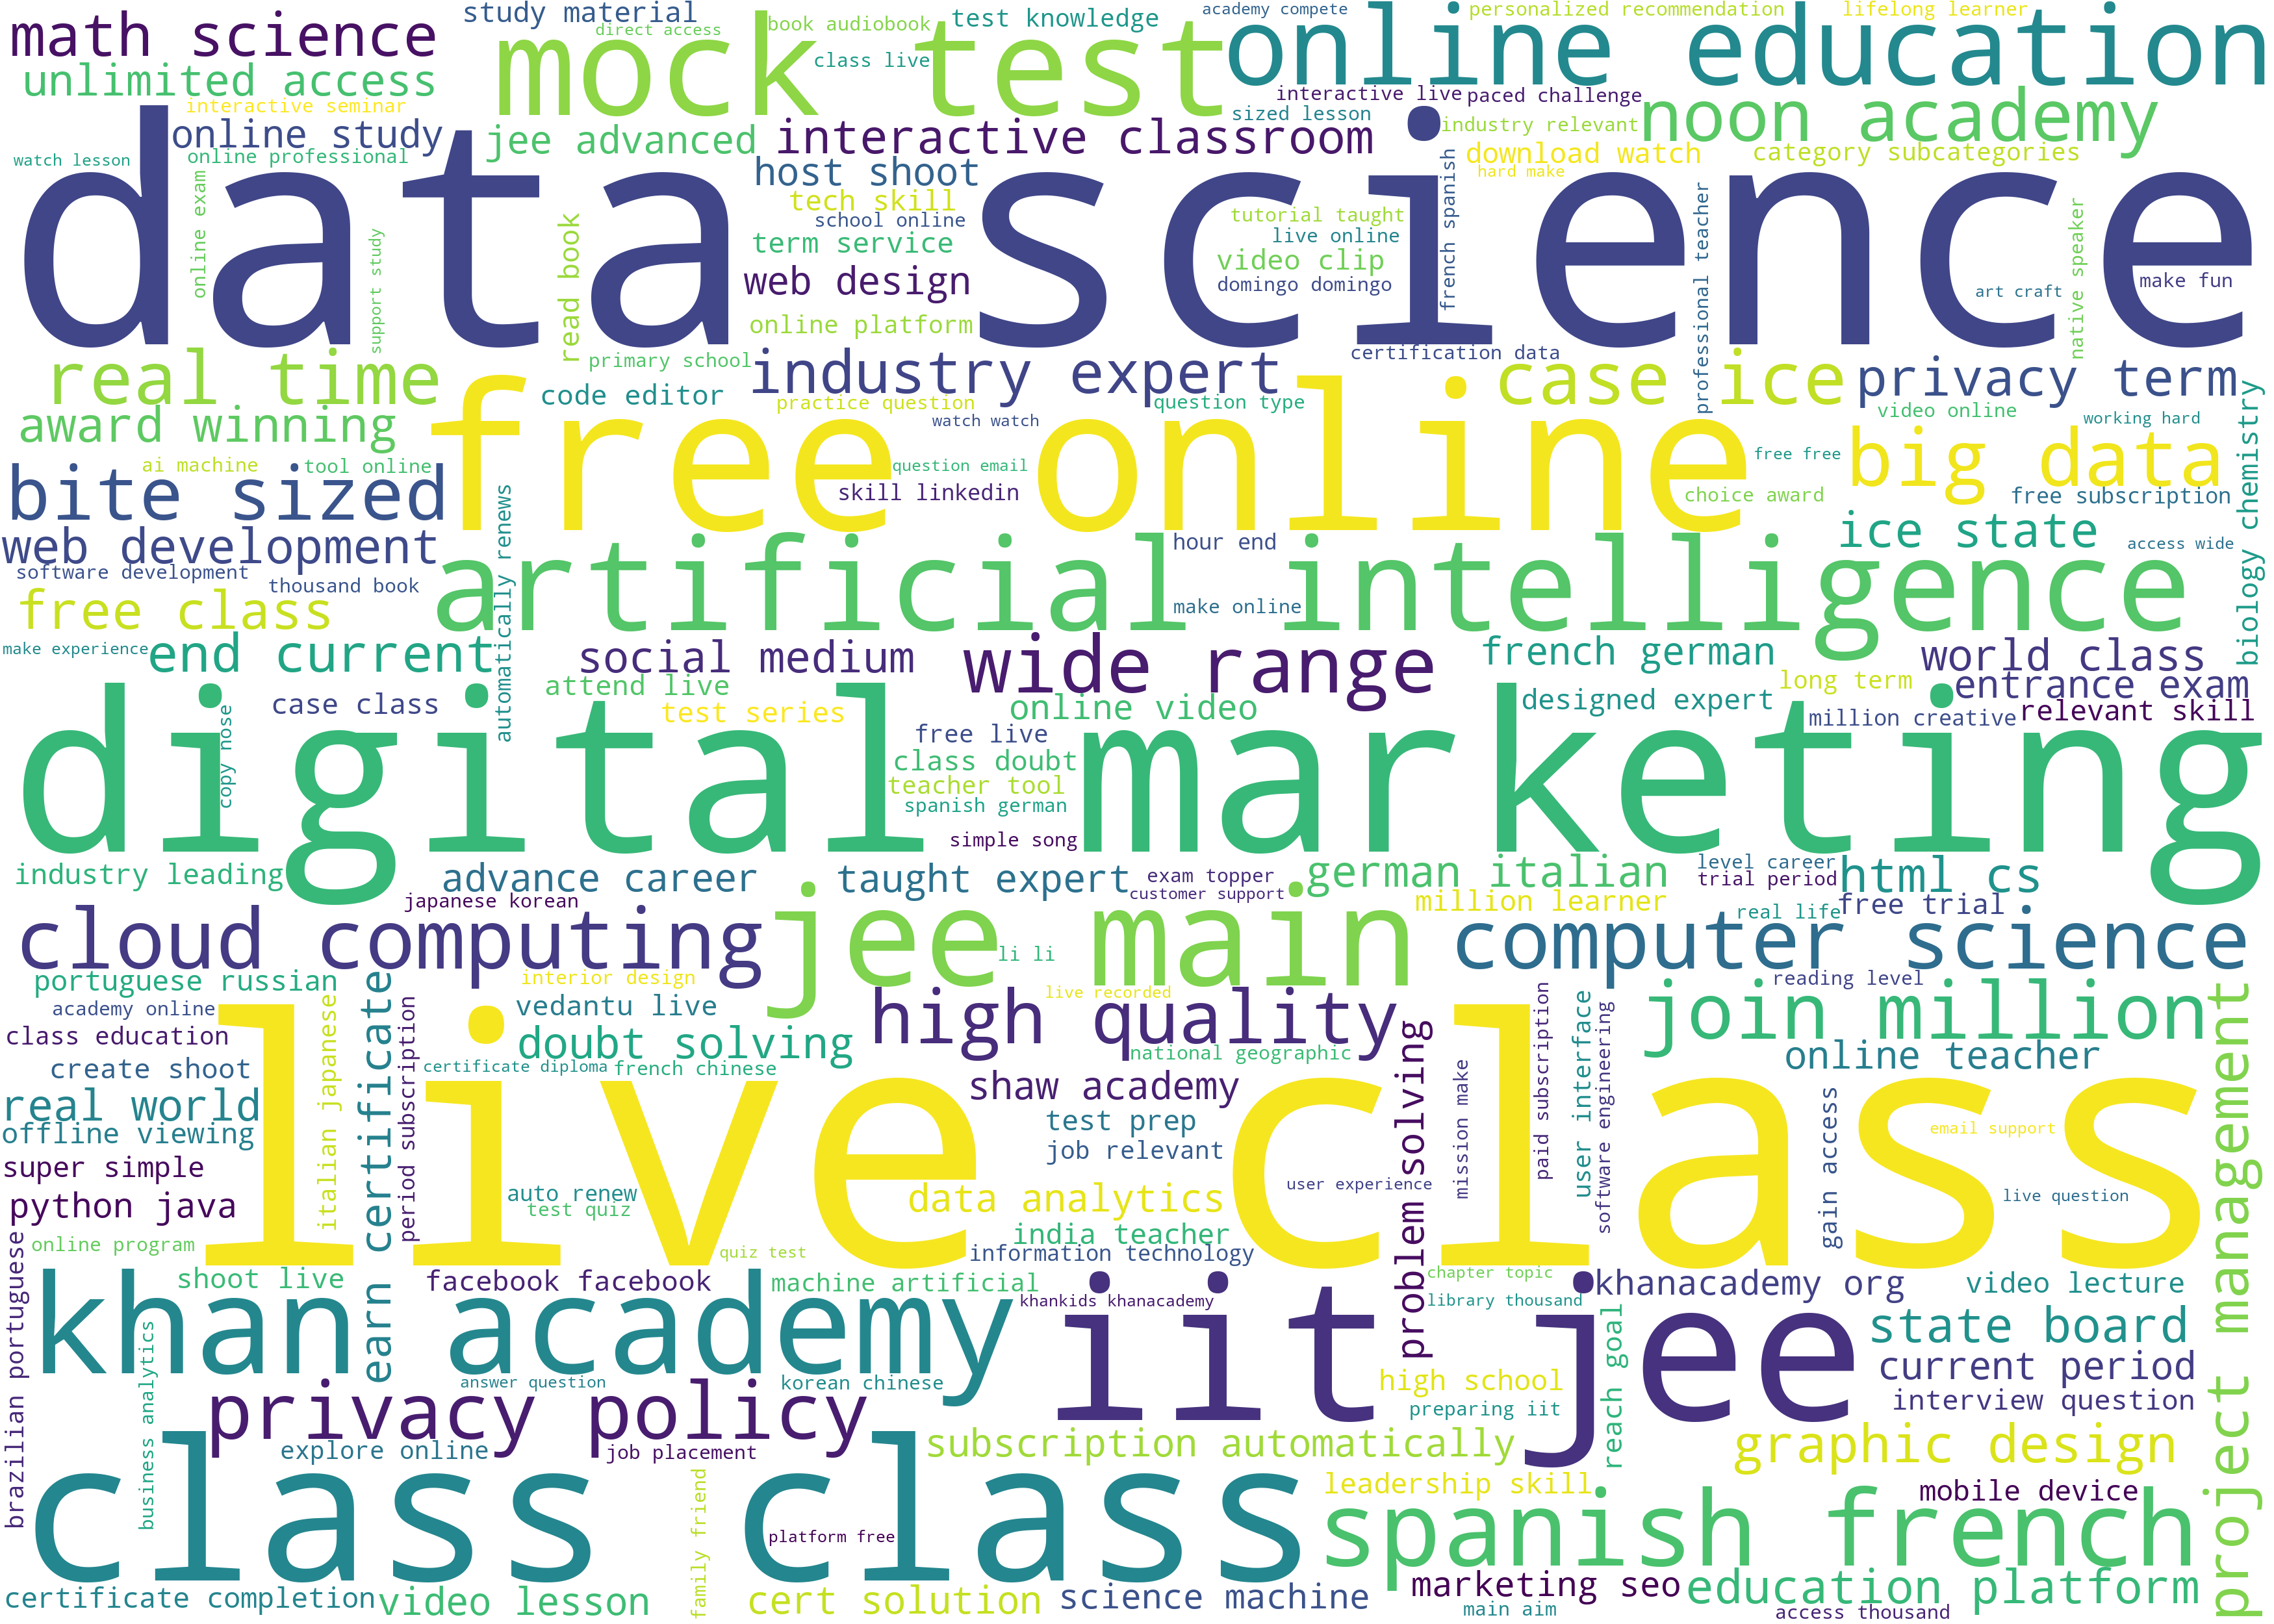 math science
study material
direct access
book audiobook
test knowledge
academy compete
personalized recommendation
lifelong learner
unlimited access
mock test
class live
online education
interactive seminar
interactive live
paced challenge
sized lesson
noon academy
online study
jee advanced
interactive classroom
industry relevant
watch lesson
online professional
host shoot
download watch
category subcategories
hard make
data science
online exam
support study
read book
tech skill
school online
term service
web design
online platform
tutorial taught
live online
video clip
domingo domingo
french spanish
professional teacher
native speaker
art craft
make fun
real time
primary school
industry expert
certification data
case ice
privacy term
code editor
practice question
question type
video online
working hard
award winning
watch watch
free online
ai machine
tool online
question email
free free
big data
bite sized
skill linkedin
choice award
free subscription
biology chemistry
web development
automatically renews
artificial intelligence
hour end
ice state
access wide
software development
thousand book
free class
make online
make experience
end current
social medium
wide range
french german
world class
case class
attend live
designed expert
long term
entrance exam
test series
online video
million creative
relevant skill
copy nose
free live
class doubt
teacher tool
spanish german
digital marketing
simple song
industry leading
advance career
taught expert
exam topper
customer support
german italian
level career
trial period
html cs
japanese korean
million learner
real life
free trial
cloud computing
jee main
li li
computer science
portuguese russian
interior design
live recorded
reading level
academy online
vedantu live
high quality
join million
class education
doubt solving
national geographic
online teacher
create shoot
certificate diploma
french chinese
shaw academy
real world
italian japanese
earn certificate
period subscription
test prep
problem solving
mission make
paid subscription
user interface
software engineering
gain access
email support
project management
offline viewing
job relevant
super simple
live class
auto renew
test quiz
user experience
live question
python java
data analytics
online program
india teacher
quiz test
information technology
shoot live
facebook facebook
machine artificial
chapter topic
khanacademy org
video lecture
khankids khanacademy
library thousand
khan academy
iit jee
state board
brazilian portuguese
business analytics
answer question
korean chinese
high school
reach goal
current period
interview question
preparing iit
privacy policy
explore online
job placement
subscription automatically
graphic design
class class
family friend
leadership skill
mobile device
platform free
spanish french
certificate completion
video lesson
cert solution
science machine
marketing seo
education platform
main aim
access thousand